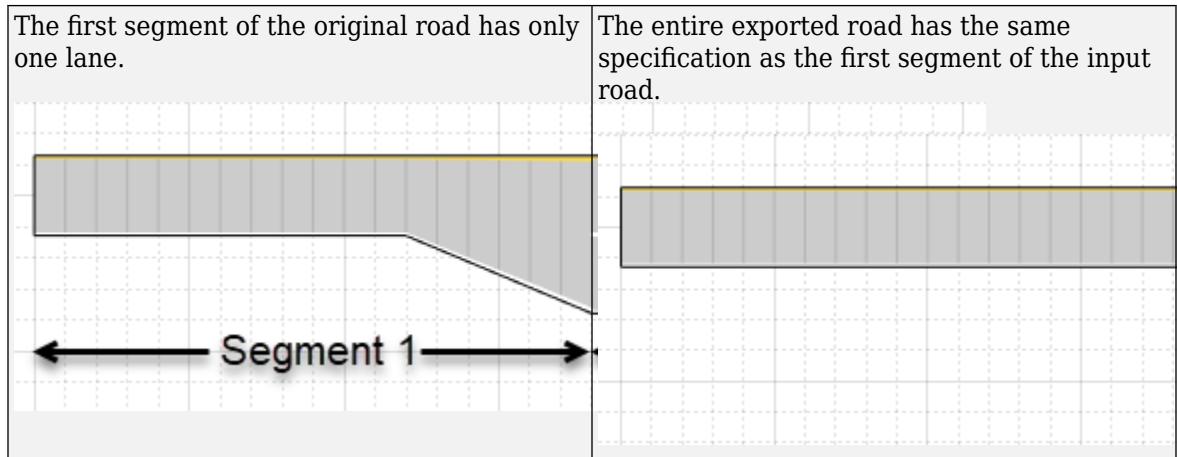 The first segment of the original road has only
one lane.
The entire exported road has the same
specification as the first segment of the input
road.
Segment 1